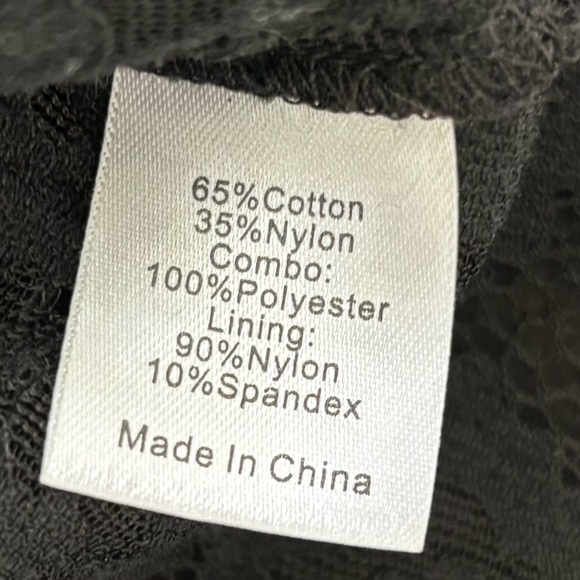 65%Cotton
35%Nylon
Combo:
100%Polyester
Lining:
90%Nylon
10%Spandex
Made In China